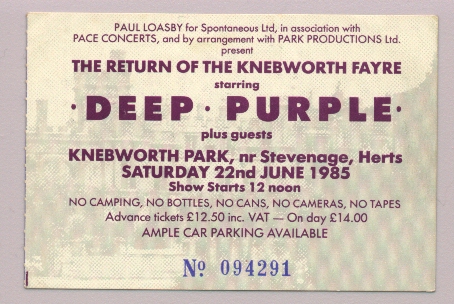 PAUL LOASBY for Spontaneous Ltd, in association with
PACE CONCERTS, and by arrangement with PARK PRODUCTIONS Ltd.
present
THE RETURN OF THE KNEBWORTH FAYRE
starring
·DEEP·PURPLE·
plus guests
KNEBWORTH PARK, nr Stevenage, Herts
SATURDAY 22nd JUNE 1985
Show Starts 12 noon
NO CAMPING, NO BOTTLES, NO CANS, NO CAMERAS, NO TAPES
Advance tickets £12.50 inc. VAT — On day £14.00
AMPLE CAR PARKING AVAILABLE
Nº 094291